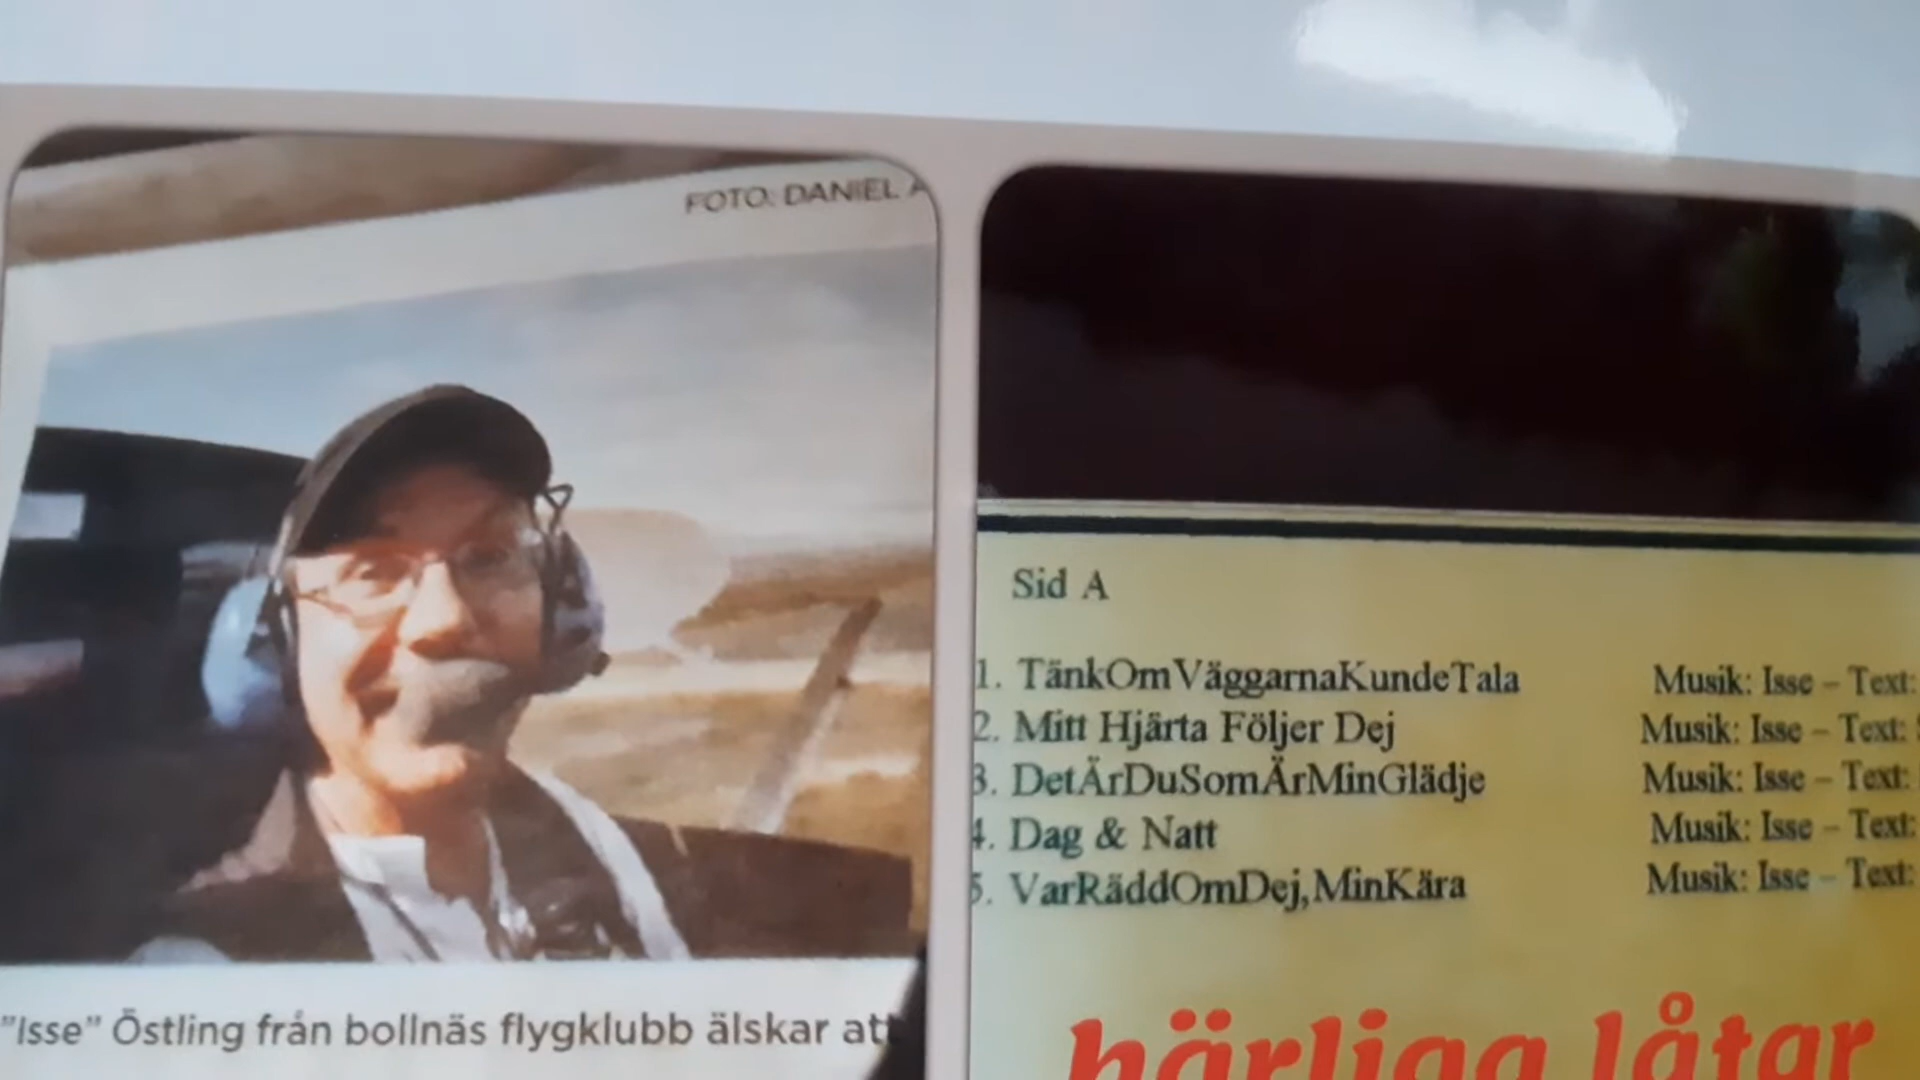 FOTO: DANIEL A
"Isse" Östling från bollnäs flygklubb älskar att
Sid A
1. TänkOmVäggarnaKundeTala Musik: Isse – Text:
2. Mitt Hjärta Följer Dej Musik: Isse – Text:
3. DetÄrDuSomÄrMinGlädje Musik: Isse – Text:
4. Dag & Natt Musik: Isse – Text:
5. VarRäddOmDej,MinKära Musik: Isse – Text:
härliga låtar